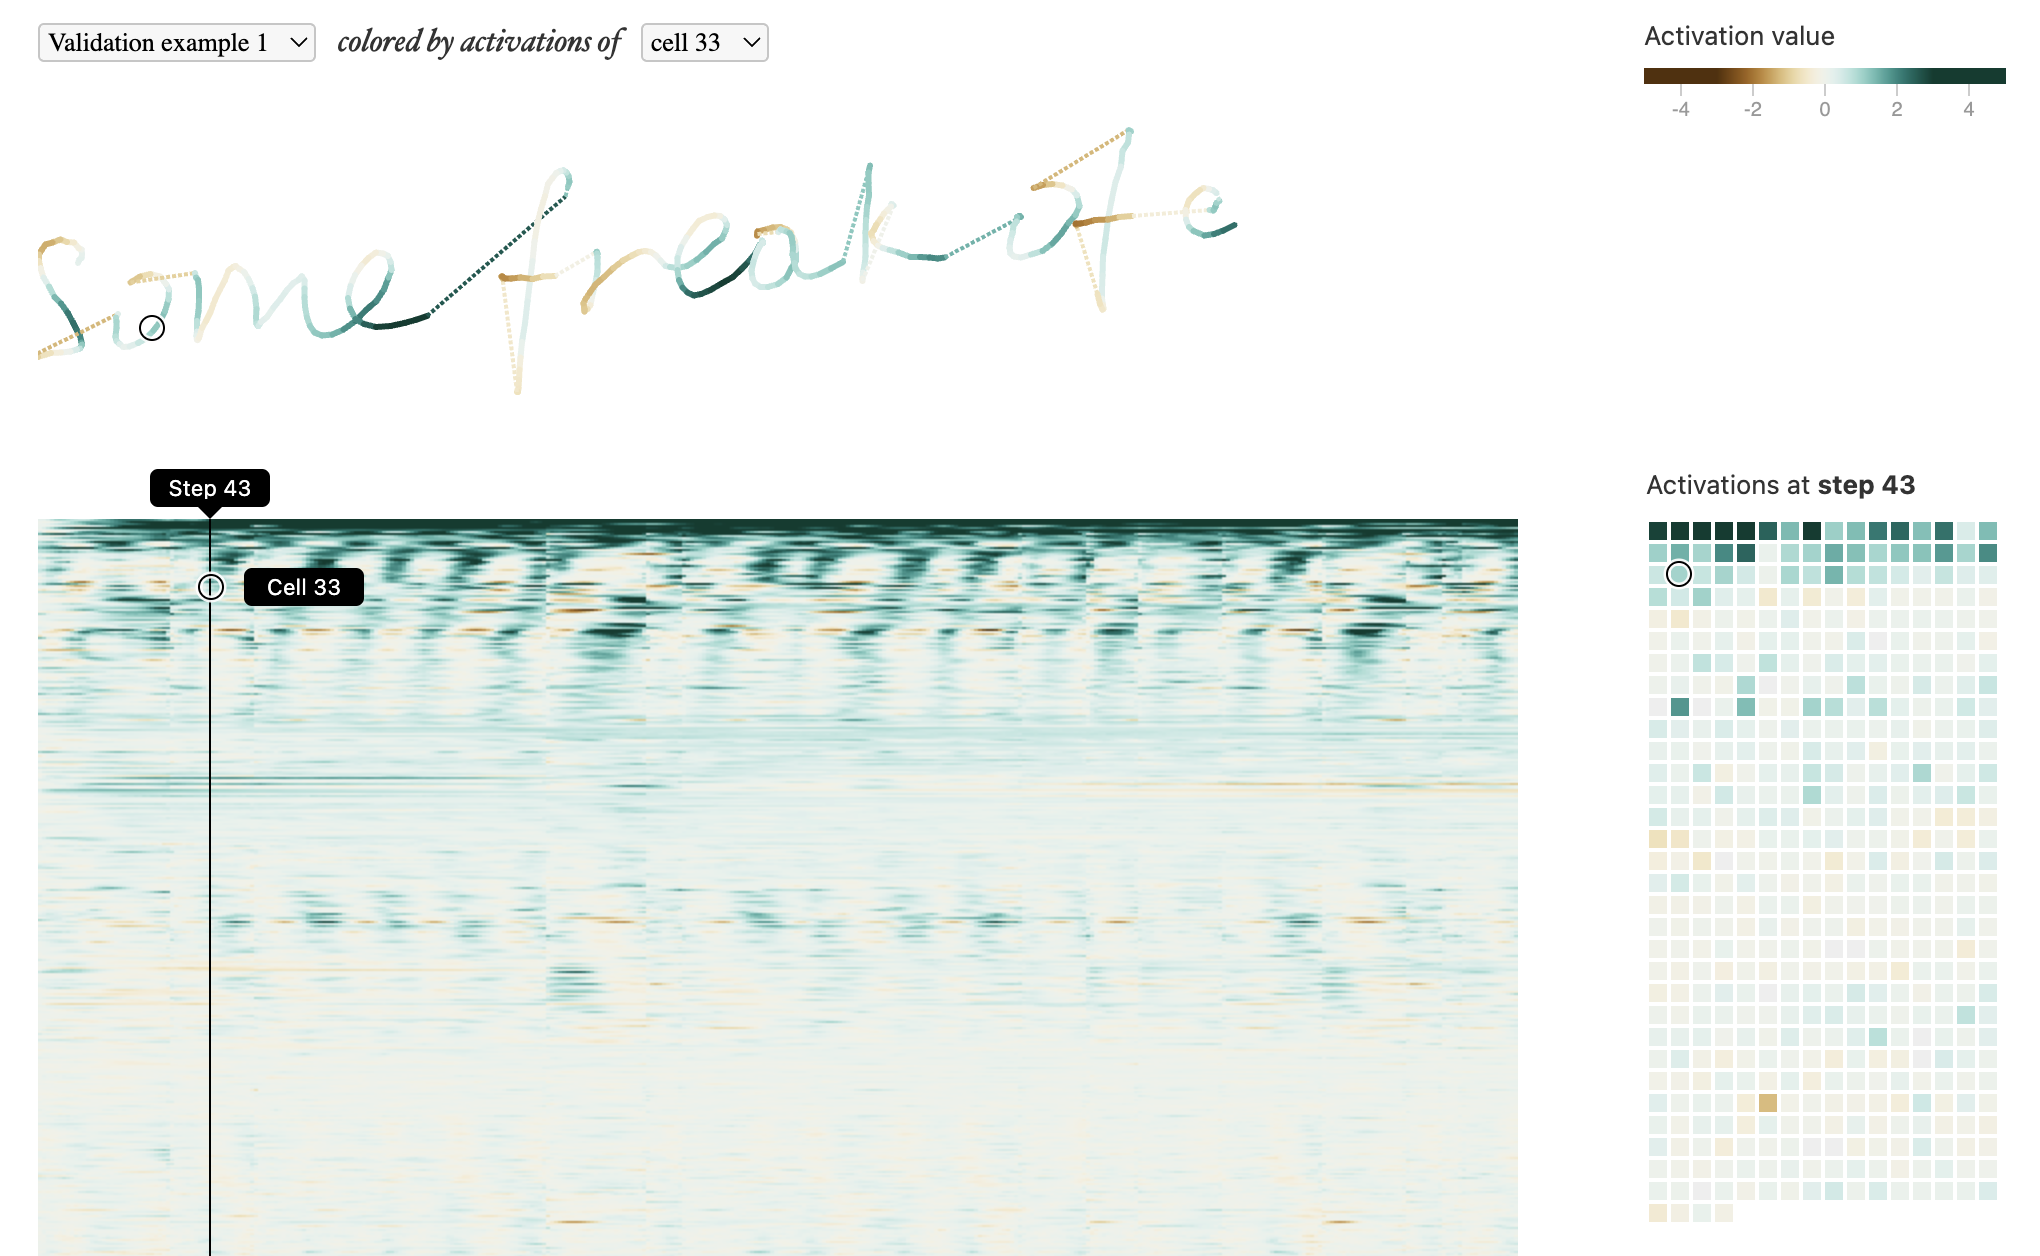 Validation example 1 colored by activations of cell 33
Activation value
-4 -2 0 2 4
Some freak ite
Step 43
Cell 33
Activations at step 43